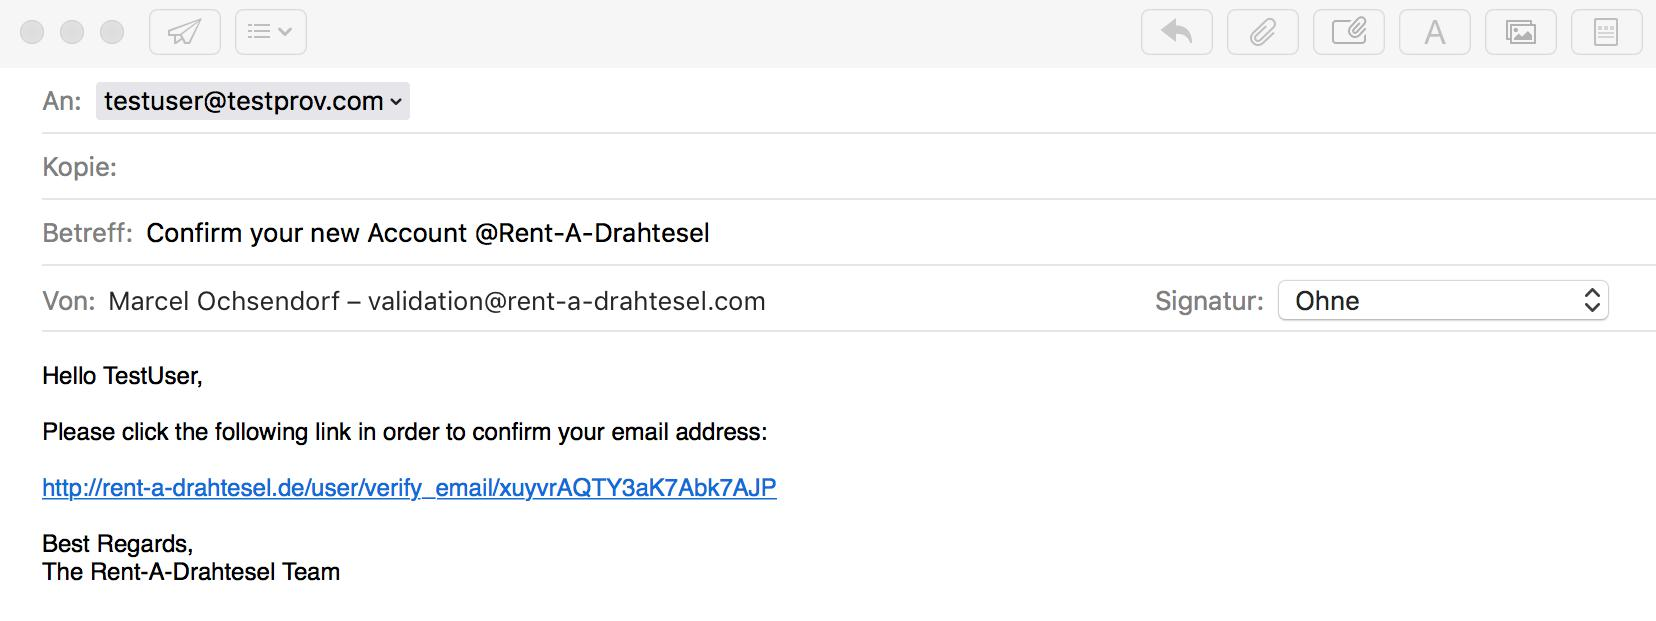 An: testuser@testprov.com
Kopie:
Betreff: Confirm your new Account @Rent-A-Drahtesel
Von: Marcel Ochsendorf – validation@rent-a-drahtesel.com Signatur: Ohne
Hello TestUser,
Please click the following link in order to confirm your email address:
http://rent-a-drahtesel.de/user/verify_email/xuyvrAQTY3aK7Abk7AJP
Best Regards,
The Rent-A-Drahtesel Team